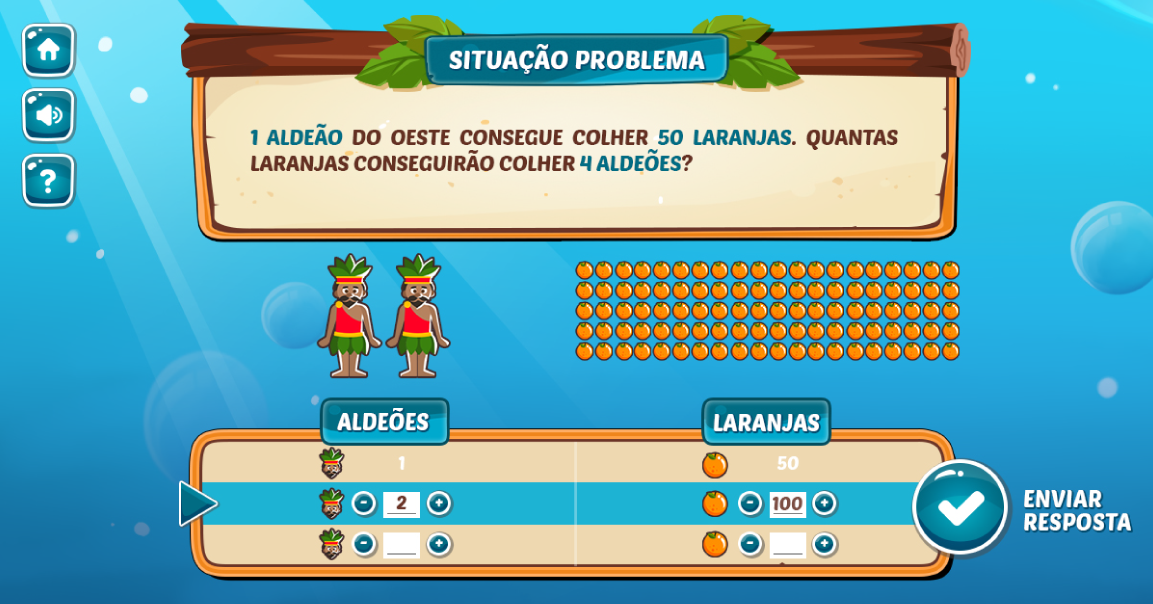 SITUAÇÃO PROBLEMA
1 ALDEÃO DO OESTE CONSEGUE COLHER 50 LARANJAS. QUANTAS
LARANJAS CONSEGUIRÃO COLHER 4 ALDEÕES?
?
ALDEÕES LARANJAS
1 50
- 2 + - 100 +
- + - +
ENVIAR
RESPOSTA